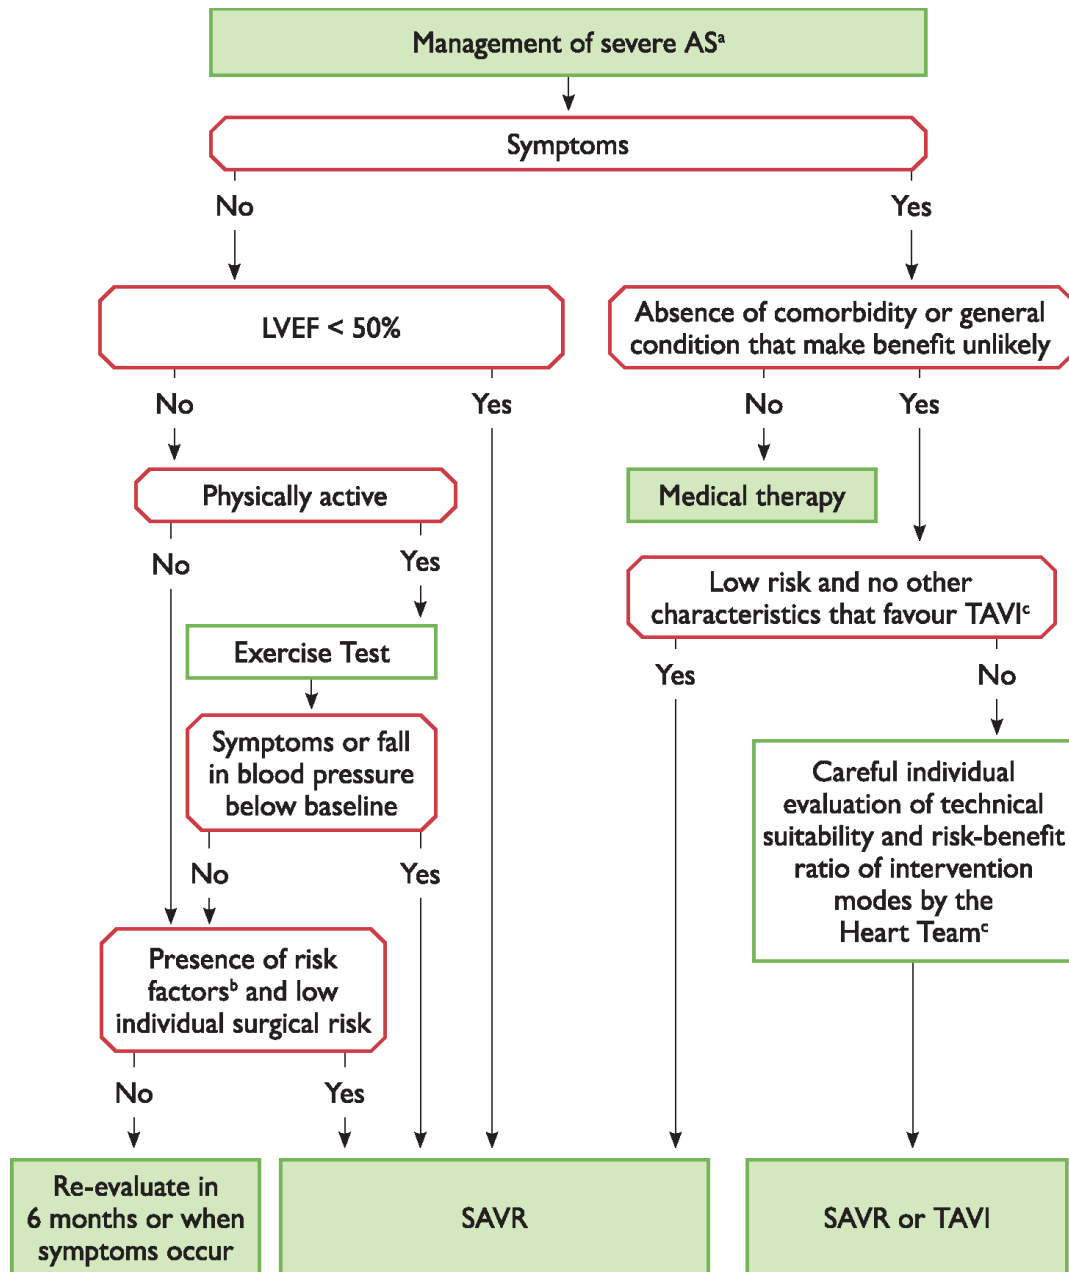 Management of severe ASᵃ
Symptoms
No
Yes
LVEF < 50%
Absence of comorbidity or general
condition that make benefit unlikely
No
Yes
No
Yes
Physically active
Medical therapy
No
Yes
Low risk and no other
characteristics that favour TAVIᶜ
Exercise Test
Yes
No
Symptoms or fall
in blood pressure
below baseline
Careful individual
evaluation of technical
suitability and risk-benefit
ratio of intervention
modes by the
Heart Teamᶜ
No
Yes
Presence of risk
factorsᵇ and low
individual surgical risk
No
Yes
Re-evaluate in
6 months or when
symptoms occur
SAVR
SAVR or TAVI